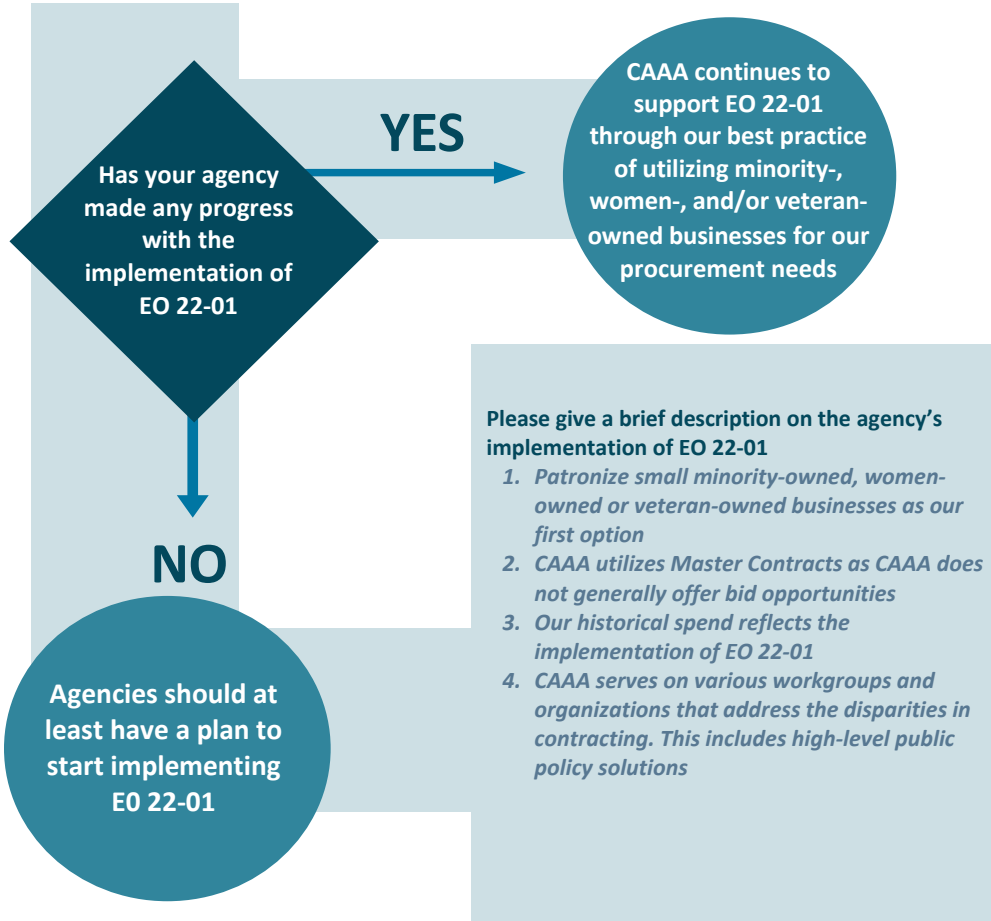 Has your agency
made any progress
with the
implementation of
EO 22-01
YES
CAAA continues to
support EO 22-01
through our best practice
of utilizing minority-,
women-, and/or veteran-
owned businesses for our
procurement needs
NO
Agencies should at
least have a plan to
start implementing
E0 22-01
Please give a brief description on the agency’s
implementation of EO 22-01
1. Patronize small minority-owned, women-
owned or veteran-owned businesses as our
first option
2. CAAA utilizes Master Contracts as CAAA does
not generally offer bid opportunities
3. Our historical spend reflects the
implementation of EO 22-01
4. CAAA serves on various workgroups and
organizations that address the disparities in
contracting. This includes high-level public
policy solutions